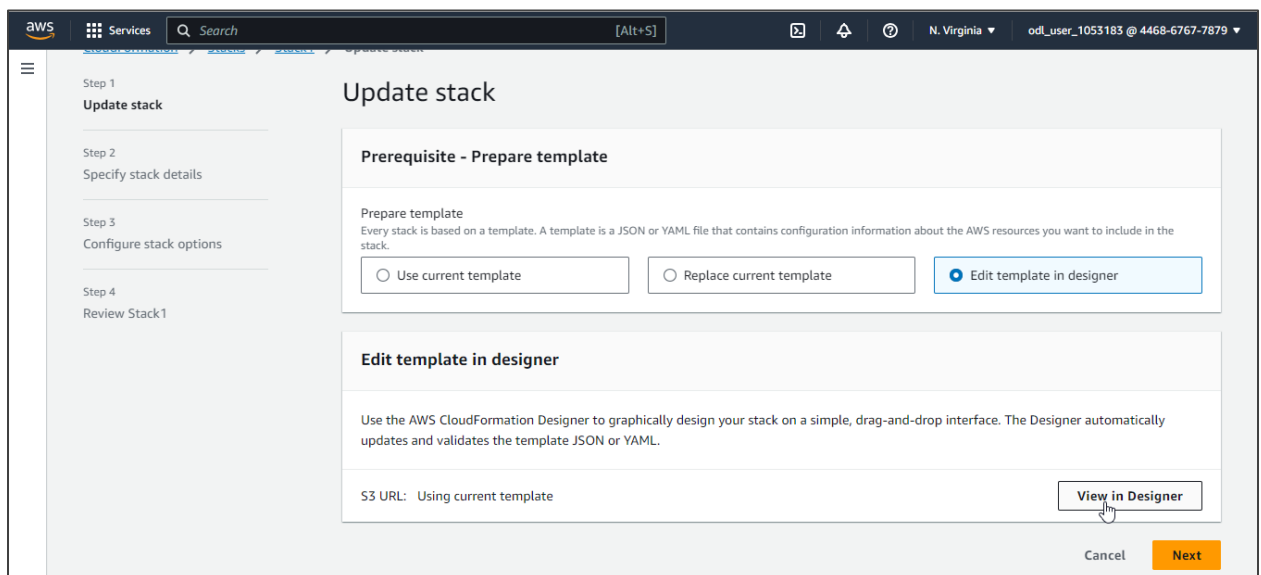 aws
Services
Search
[Alt+S]
N. Virginia
odl_user_1053183 @ 4468-6767-7879
CloudFormation > Stacks > Stack1 > Update stack
Step 1
Update stack
Step 2
Specify stack details
Step 3
Configure stack options
Step 4
Review Stack1
Update stack
Prerequisite - Prepare template
Prepare template
Every stack is based on a template. A template is a JSON or YAML file that contains configuration information about the AWS resources you want to include in the
stack.
Use current template
Replace current template
Edit template in designer
Edit template in designer
Use the AWS CloudFormation Designer to graphically design your stack on a simple, drag-and-drop interface. The Designer automatically
updates and validates the template JSON or YAML.
S3 URL: Using current template
View in Designer
Cancel
Next